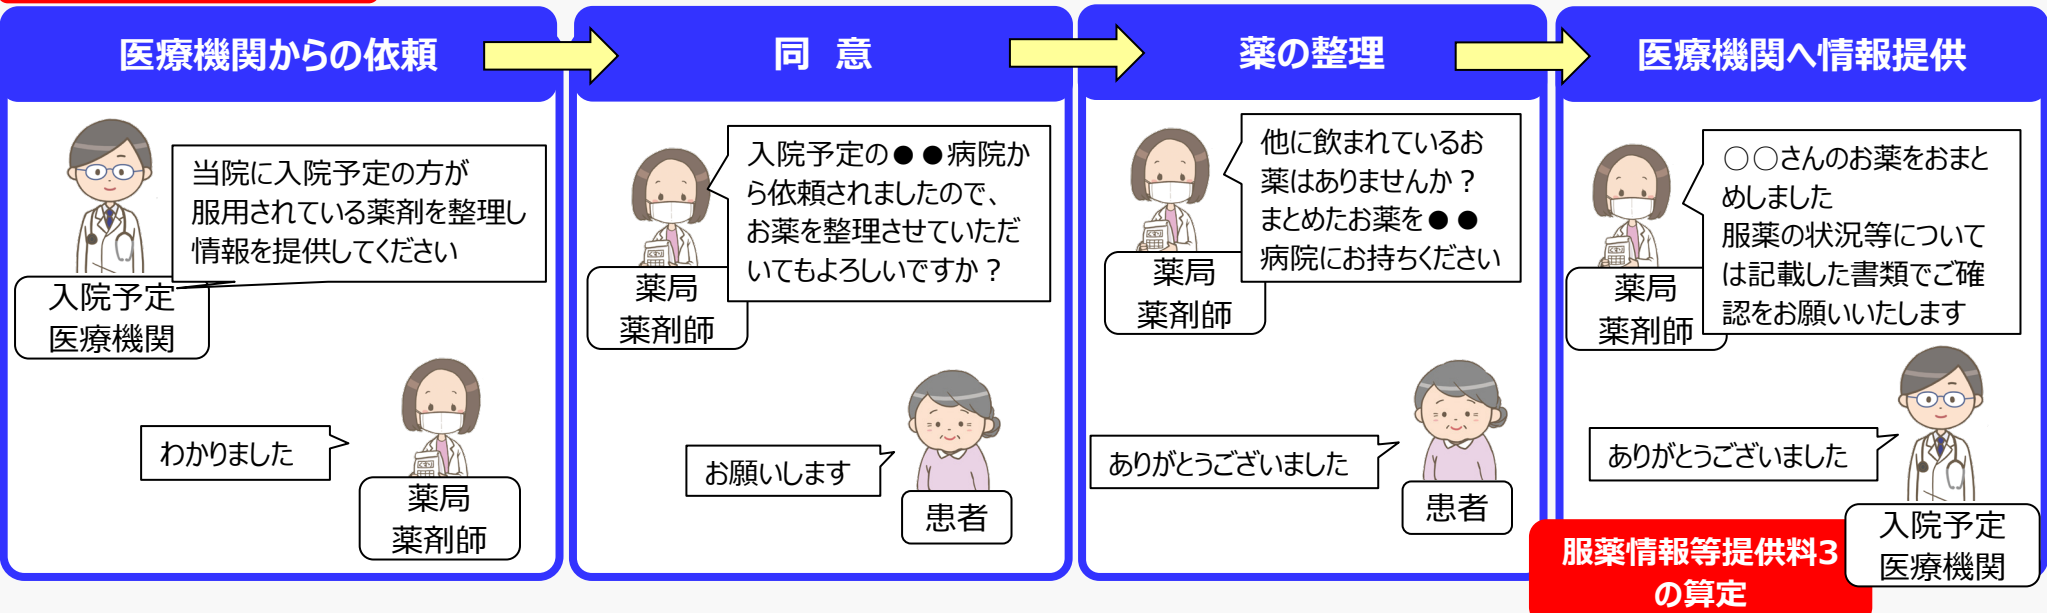 医療機関からの依頼
当院に入院予定の方が
服用されている薬剤を整理し
情報を提供してください
入院予定
医療機関
わかりました
薬局
薬剤師
同 意
入院予定の●●病院か
ら依頼されましたので、
お薬を整理させていただ
いてもよろしいですか？
薬局
薬剤師
お願いします
患者
薬の整理
他に飲まれているお
薬はありませんか？
まとめたお薬を●●
病院にお持ちください
薬局
薬剤師
ありがとうございました
患者
医療機関へ情報提供
○○さんのお薬をおまと
めしました
服薬の状況等について
は記載した書類でご確
認をお願いいたします
薬局
薬剤師
ありがとうございました
入院予定
医療機関
服薬情報等提供料3
の算定